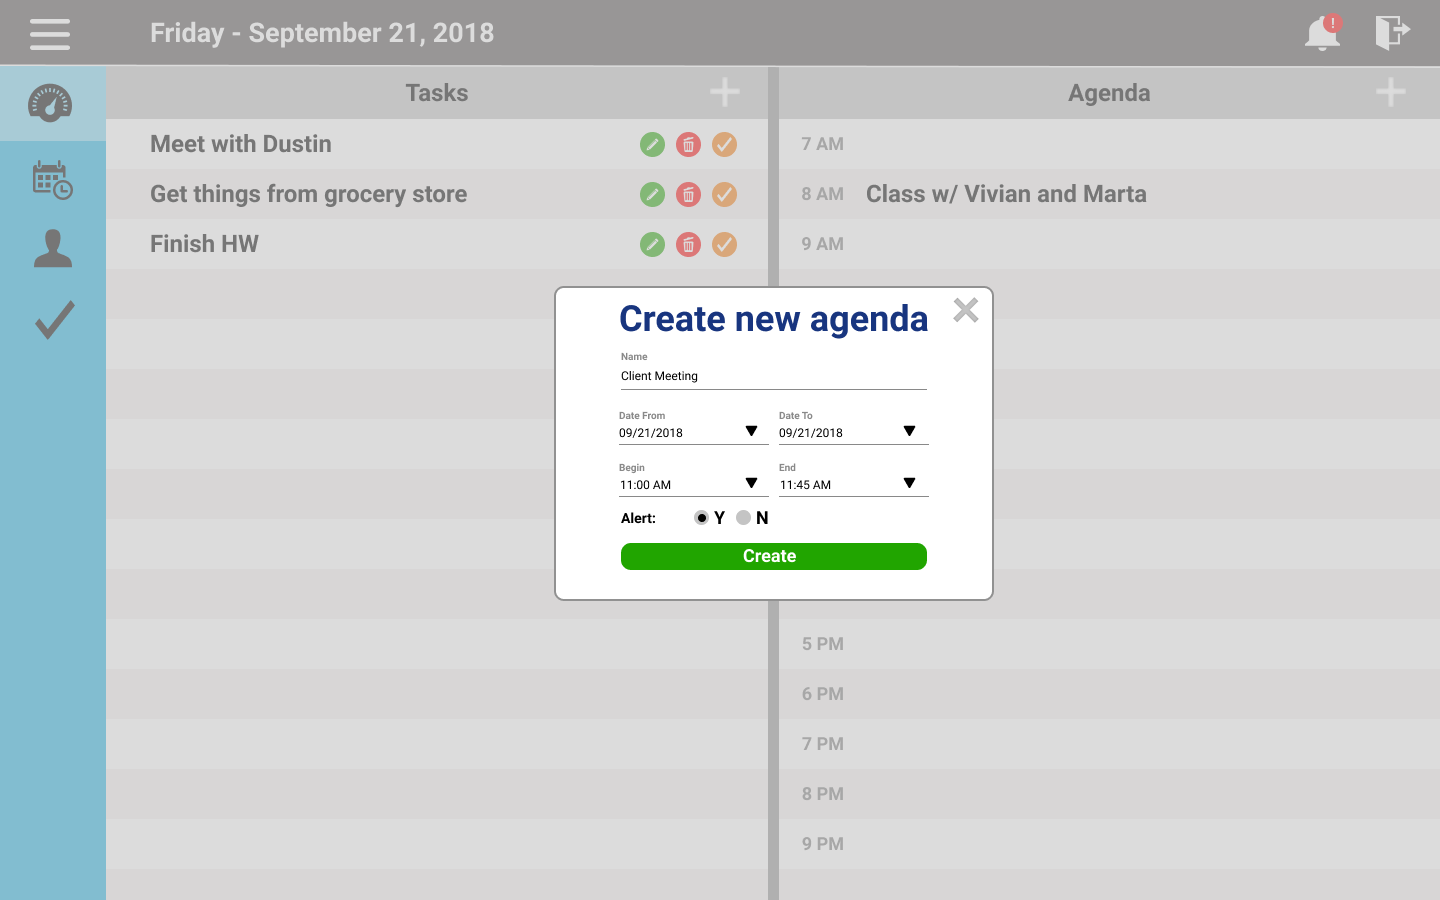 Friday - September 21, 2018
!
Tasks
Agenda
Meet with Dustin
7 AM
Get things from grocery store
8 AM Class w/ Vivian and Marta
Finish HW
9 AM
Create new agenda
Name
Client Meeting
Date From Date To
09/21/2018 09/21/2018
Begin End
11:00 AM 11:45 AM
Alert: Y N
Create
5 PM
6 PM
7 PM
8 PM
9 PM